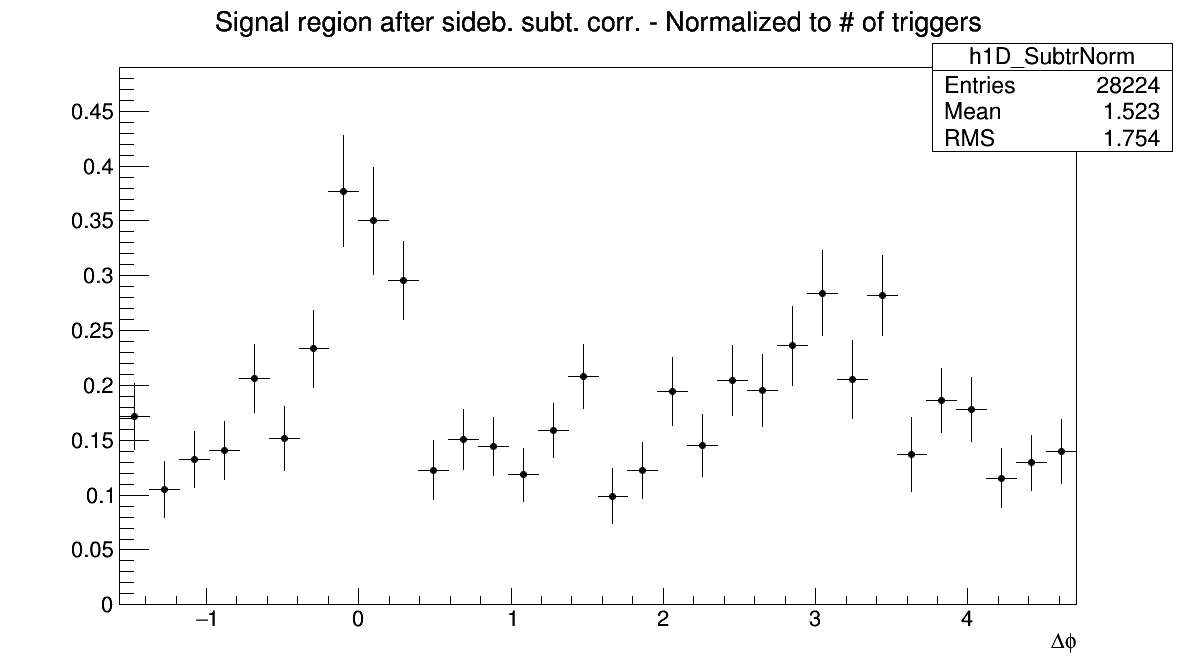 Signal region after sideb. subt. corr. - Normalized to # of triggers
h1D_SubtrNorm
Entries 28224
Mean 1.523
RMS 1.754
0.45
0.4
0.35
0.3
0.25
0.2
0.15
0.1
0.05
0
−1 0 1 2 3 4
Δϕ